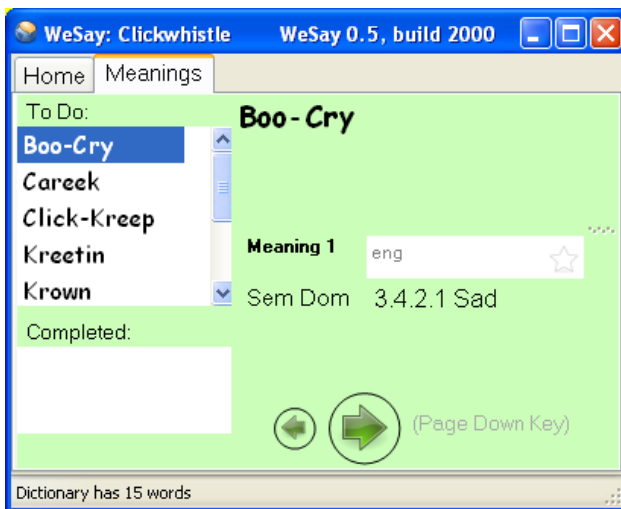 WeSay: Clickwhistle WeSay 0.5, build 2000
Home Meanings
To Do:
Boo-Cry
Careek
Click-Kreep
Kreetin
Krown
Completed:
Boo-Cry
Meaning 1 eng
Sem Dom 3.4.2.1 Sad
(Page Down Key)
Dictionary has 15 words